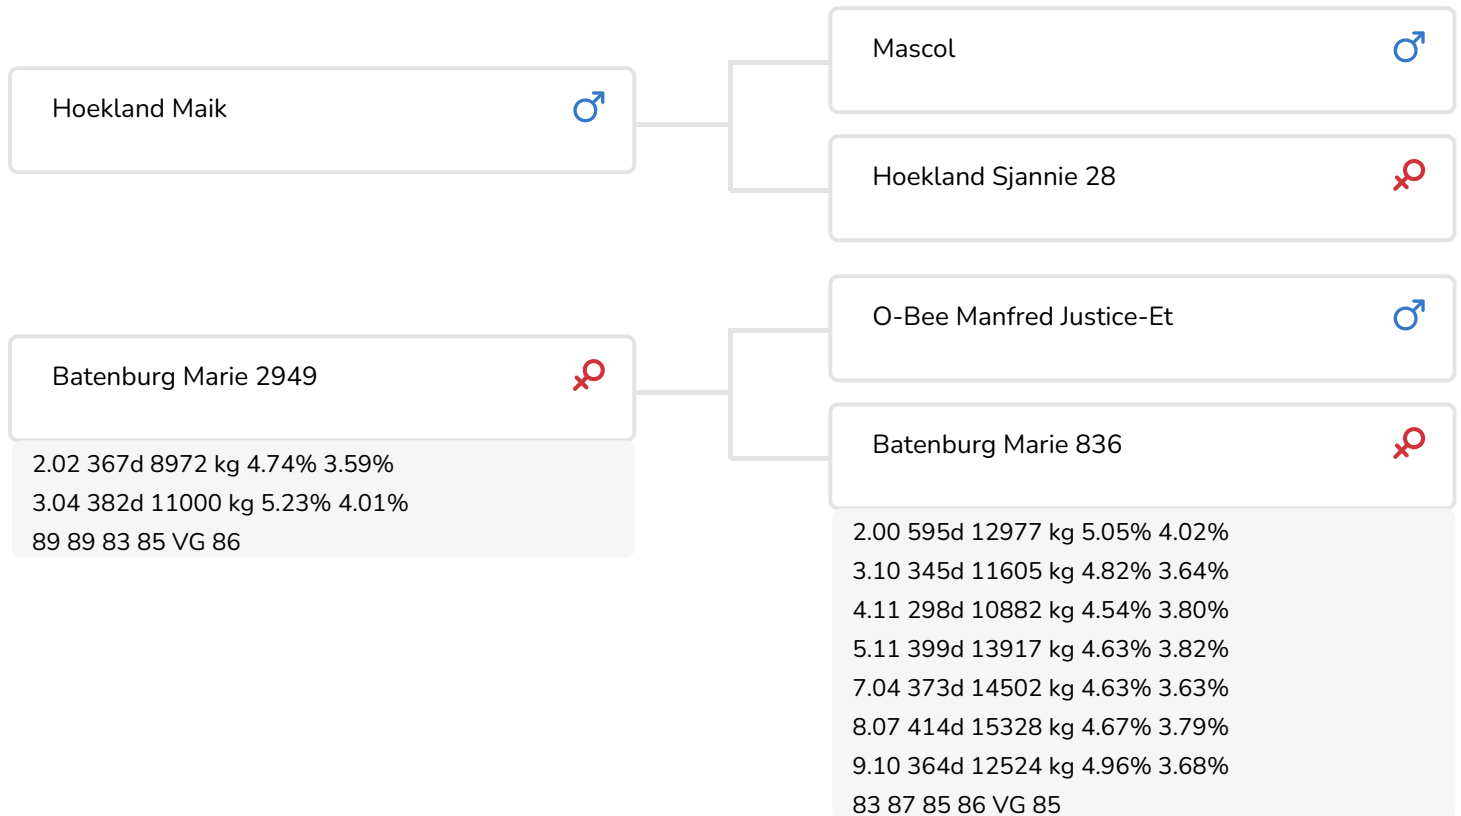 Hoekland Maik
Mascol
Hoekland Sjannie 28
Batenburg Marie 2949
2.02 367d 8972 kg 4.74% 3.59%
3.04 382d 11000 kg 5.23% 4.01%
89 89 83 85 VG 86
O-Bee Manfred Justice-Et
Batenburg Marie 836
2.00 595d 12977 kg 5.05% 4.02%
3.10 345d 11605 kg 4.82% 3.64%
4.11 298d 10882 kg 4.54% 3.80%
5.11 399d 13917 kg 4.63% 3.82%
7.04 373d 14502 kg 4.63% 3.63%
8.07 414d 15328 kg 4.67% 3.79%
9.10 364d 12524 kg 4.96% 3.68%
83 87 85 86 VG 85